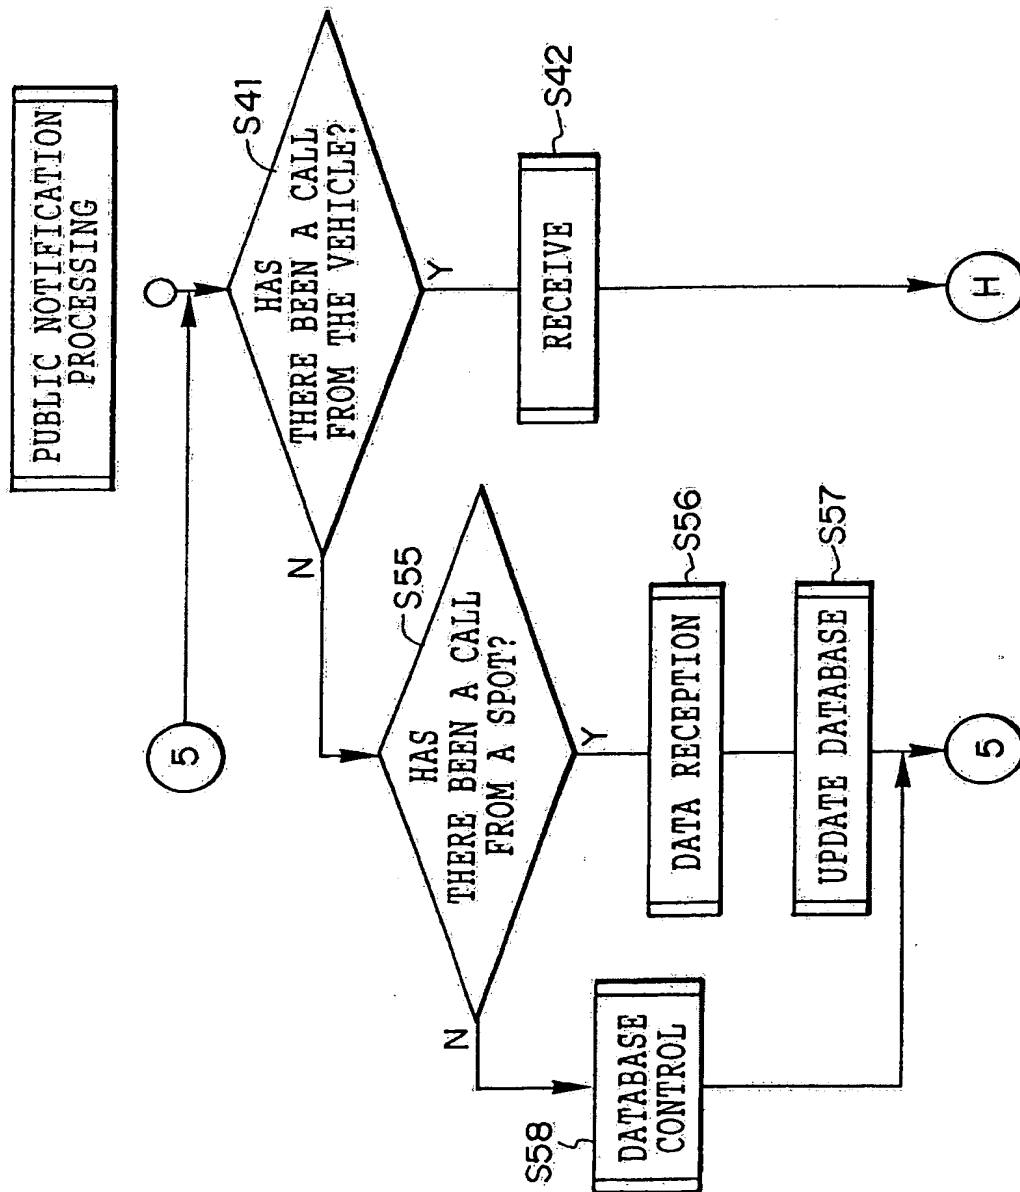 PUBLIC NOTIFICATION
PROCESSING
5
HAS
THERE BEEN A CALL
FROM THE VEHICLE?
S41
N
Y
RECEIVE
S42
H
HAS
THERE BEEN A CALL
FROM A SPOT?
S55
N
Y
DATA RECEPTION
S56
UPDATE DATABASE
S57
S58
DATABASE
CONTROL
5